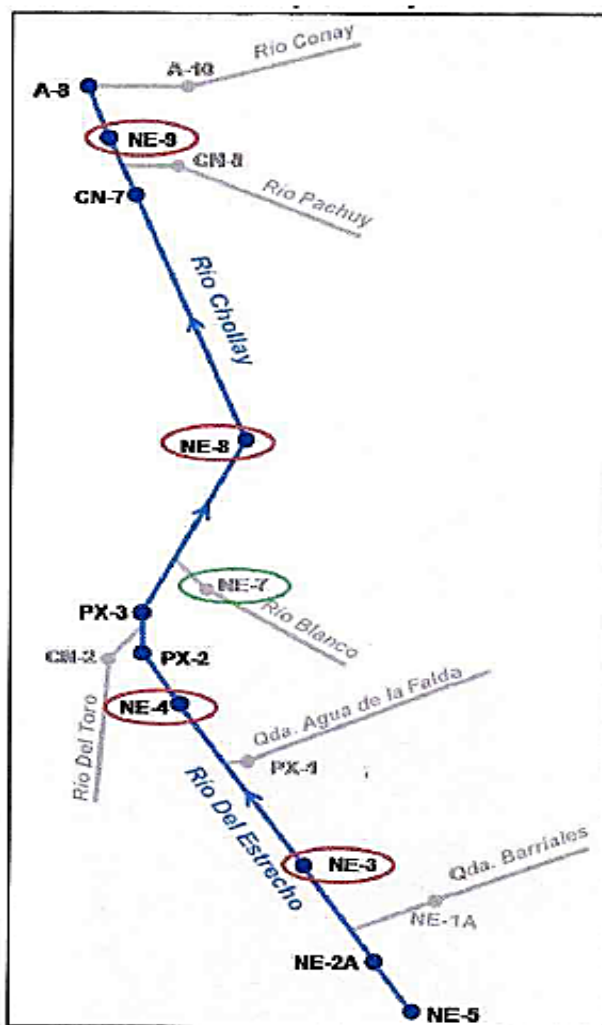 Río Conay
A-10
A-8
NE-9
CN-8
CN-7
Río Pachuy
Río Chollay
NE-8
NE-7
Río Blanco
PX-3
CN-2
PX-2
NE-4
Qda. Agua de la Falda
PX-1
Río Del Toro
Río Del Estrecho
NE-3
Qda. Barriales
NE-1A
NE-2A
NE-5